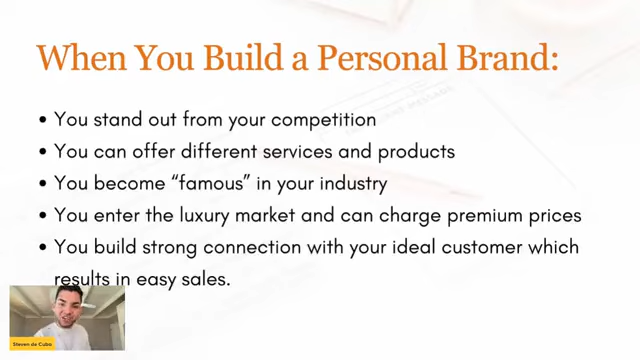 When You Build a Personal Brand:
• You stand out from your competition
• You can offer different services and products
• You become “famous” in your industry
• You enter the luxury market and can charge premium prices
• You build strong connection with your ideal customer which
results in easy sales.
Steven de Cuba